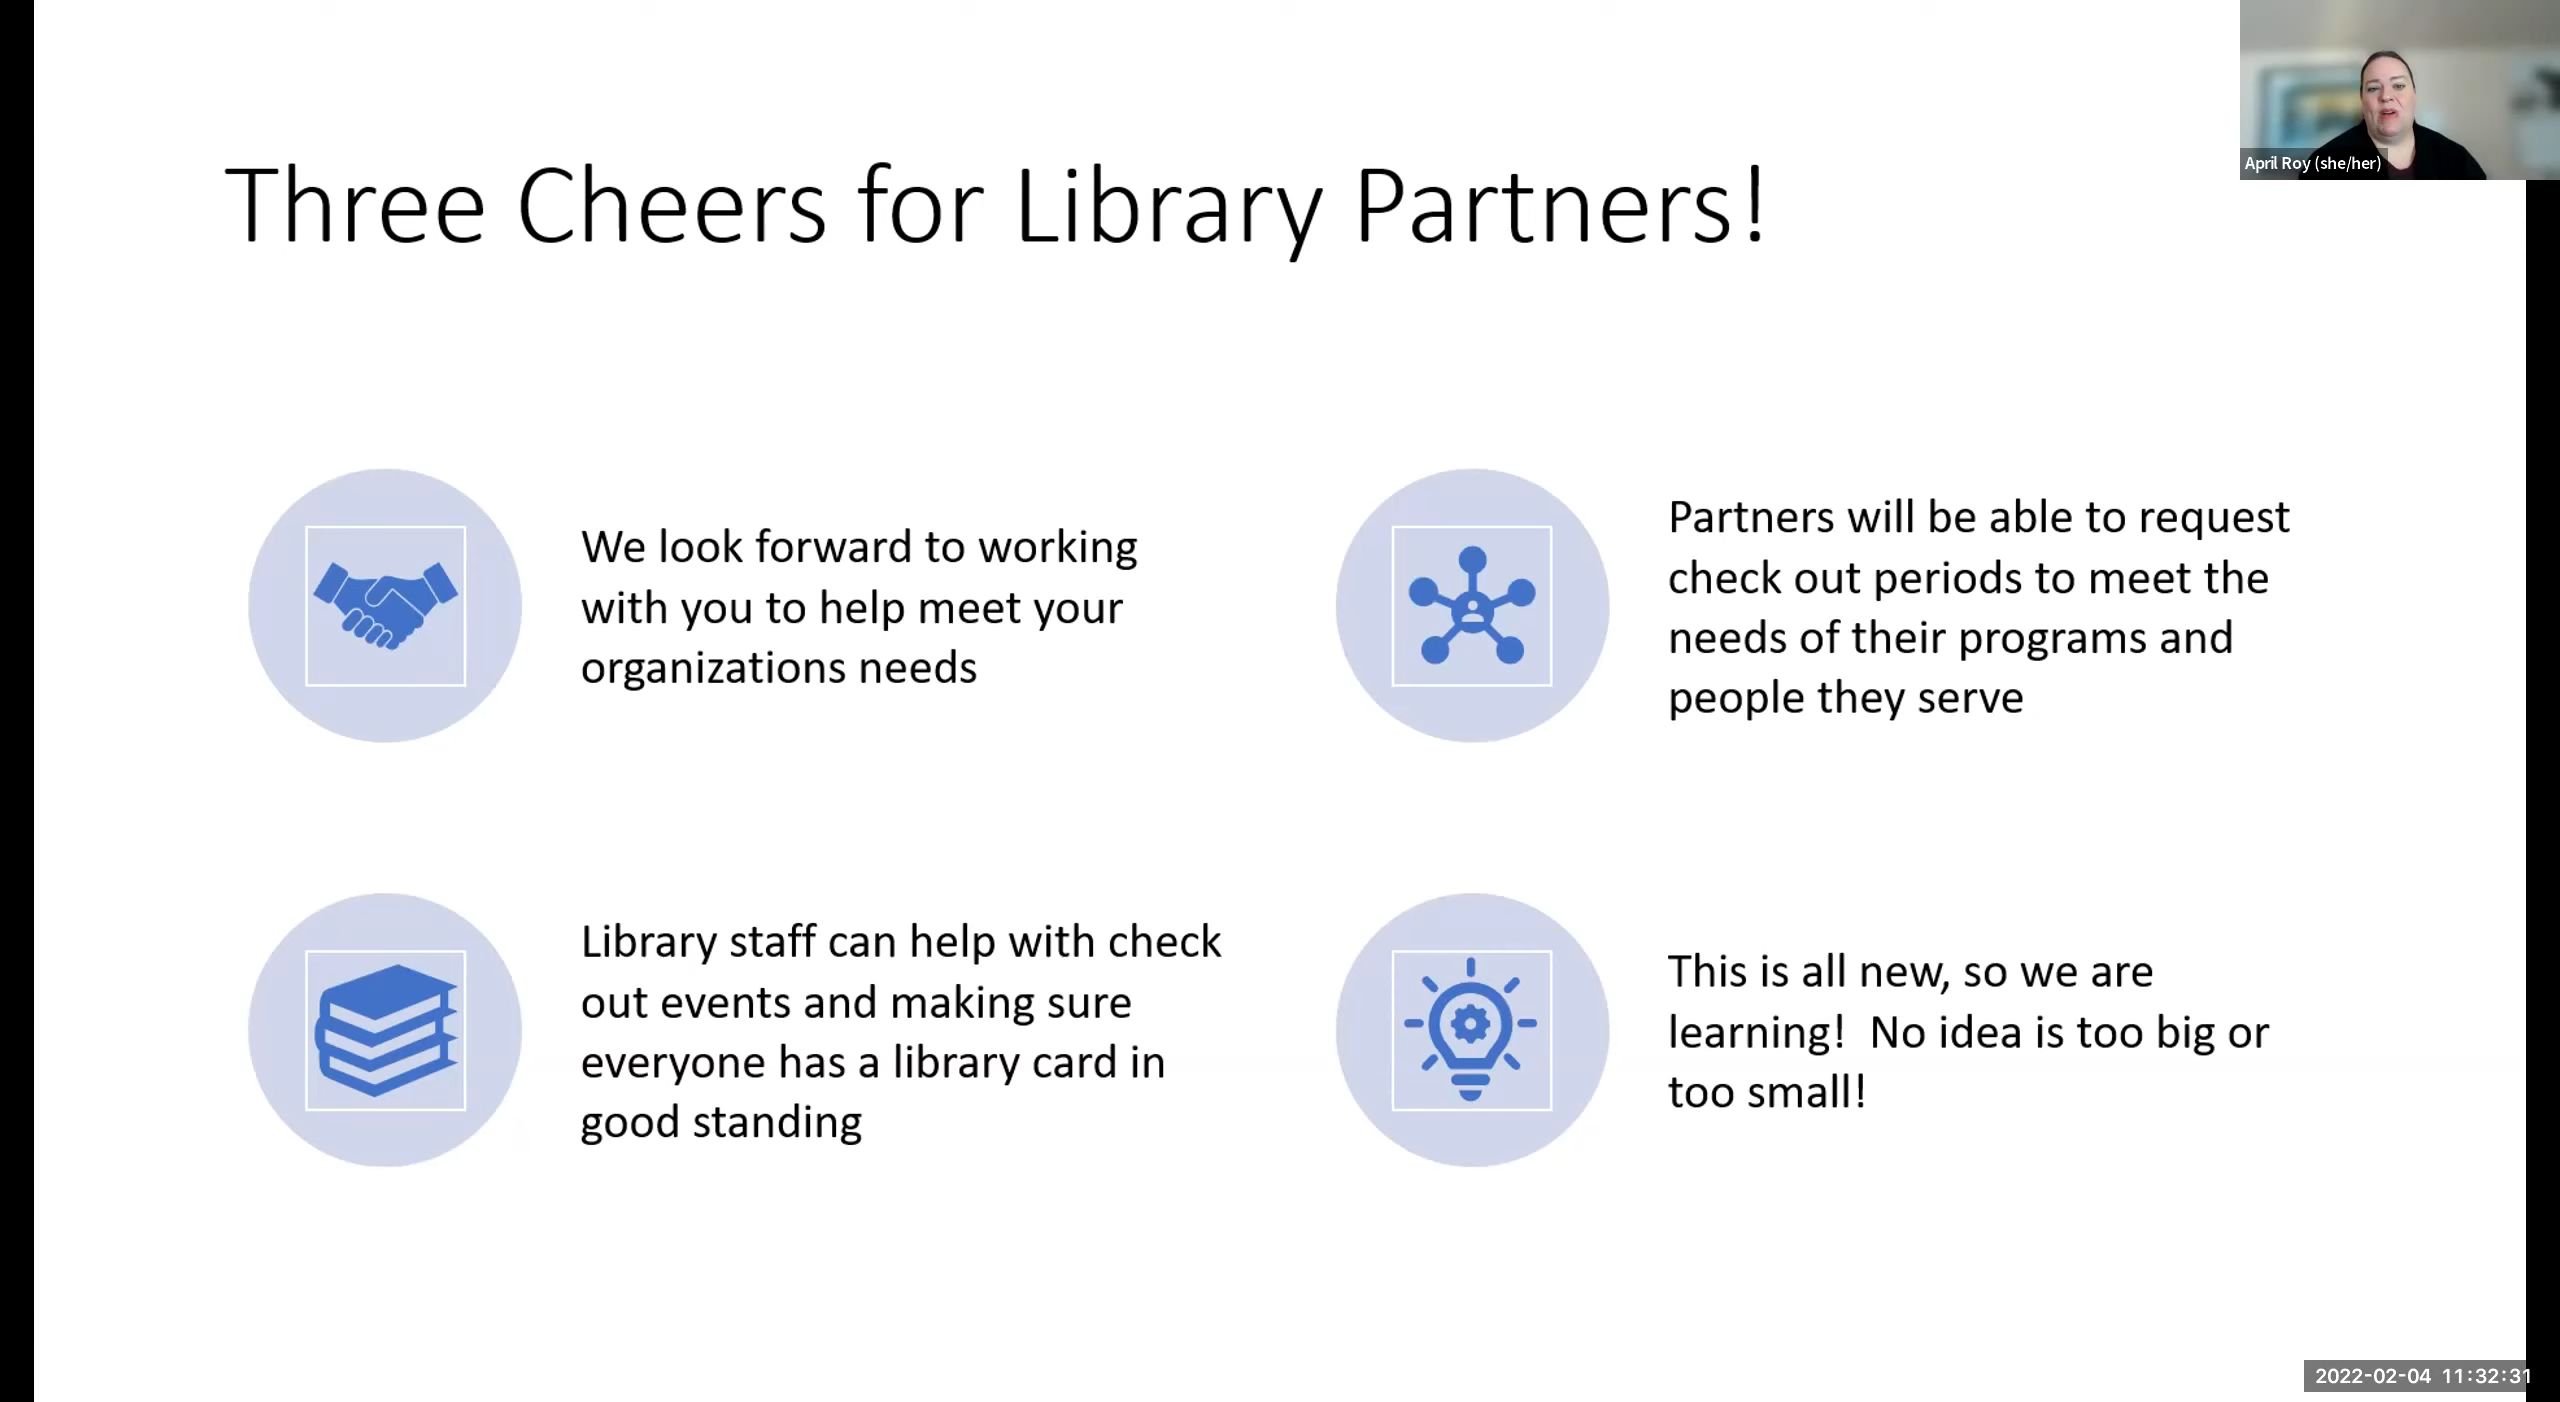 Three Cheers for Library Partners!
April Roy (she/her)
We look forward to working
with you to help meet your
organizations needs
Partners will be able to request
check out periods to meet the
needs of their programs and
people they serve
Library staff can help with check
out events and making sure
everyone has a library card in
good standing
This is all new, so we are
learning!  No idea is too big or
too small!
2022-02-04 11:32:31